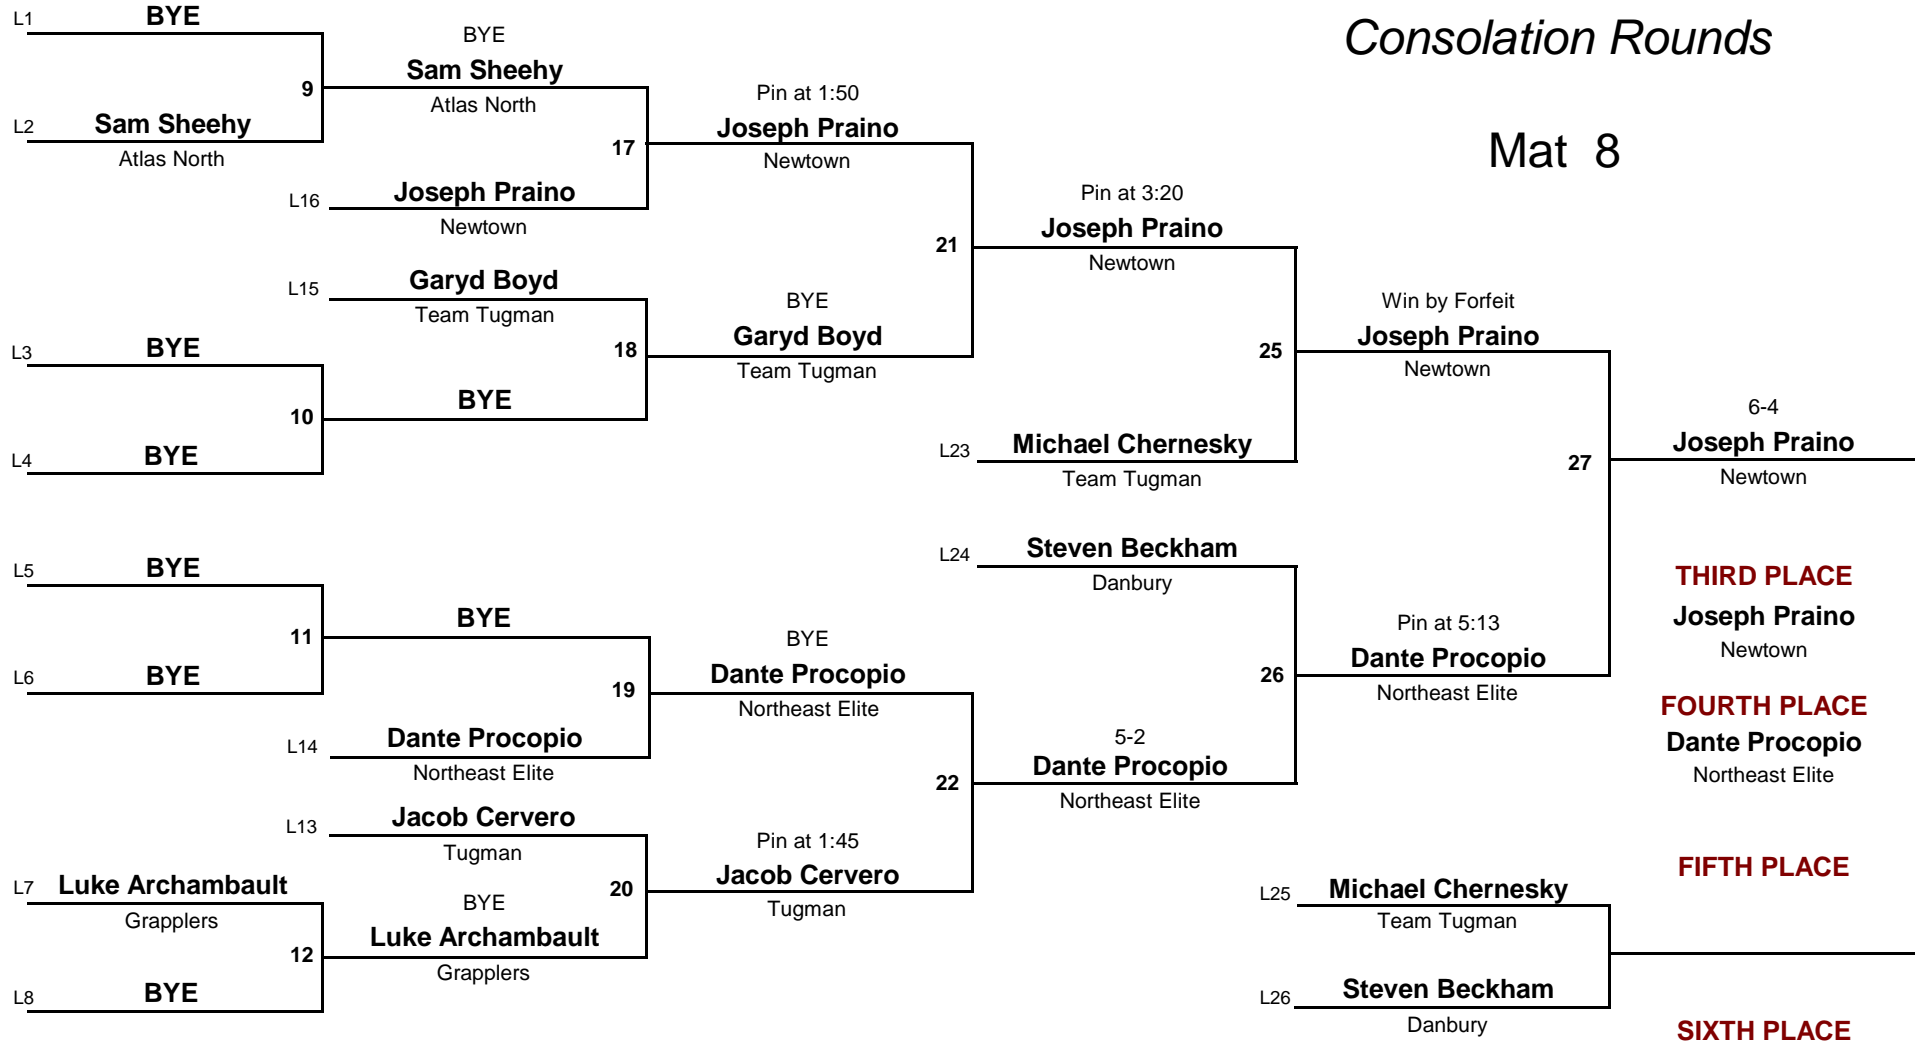 Consolation Rounds
Mat 8
L1 BYE
9
L2 Sam Sheehy
Atlas North
BYE
Sam Sheehy
Atlas North
17
L16 Joseph Praino
Newtown
Pin at 1:50
Joseph Praino
Newtown
21
L15 Garyd Boyd
Team Tugman
18
L3 BYE
10
L4 BYE
BYE
BYE
Garyd Boyd
Team Tugman
Pin at 3:20
Joseph Praino
Newtown
25
L23 Michael Chernesky
Team Tugman
Win by Forfeit
Joseph Praino
Newtown
27
6-4
Joseph Praino
Newtown
L5 BYE
11
L6 BYE
BYE
19
L14 Dante Procopio
Northeast Elite
BYE
Dante Procopio
Northeast Elite
22
L13 Jacob Cervero
Tugman
20
L7 Luke Archambault
Grapplers
12
L8 BYE
BYE
Luke Archambault
Grapplers
Pin at 1:45
Jacob Cervero
Tugman
L24 Steven Beckham
Danbury
26
5-2
Dante Procopio
Northeast Elite
Pin at 5:13
Dante Procopio
Northeast Elite
THIRD PLACE
Joseph Praino
Newtown
FOURTH PLACE
Dante Procopio
Northeast Elite
L25 Michael Chernesky
Team Tugman
L26 Steven Beckham
Danbury
FIFTH PLACE
SIXTH PLACE